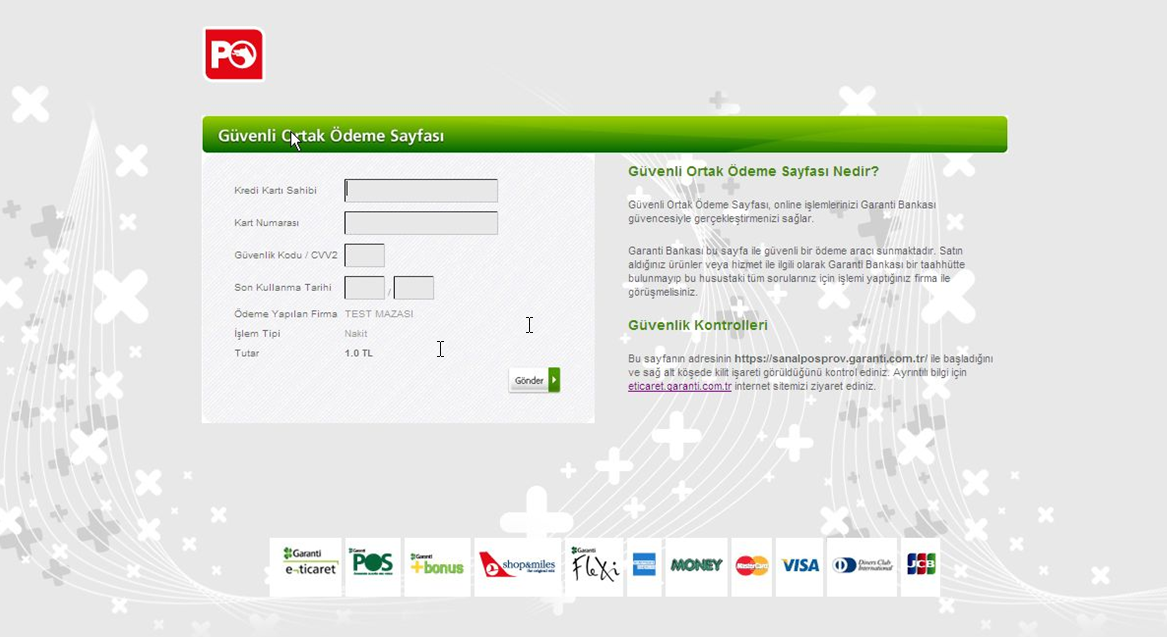 PO
Güvenli Ortak Ödeme Sayfası
Kredi Kartı Sahibi
Kart Numarası
Güvenlik Kodu / CVV2
Son Kullanma Tarihi /
Ödeme Yapılan Firma TEST MAZASI
İşlem Tipi Nakit
Tutar 1.0 TL
Gönder
Güvenli Ortak Ödeme Sayfası Nedir?
Güvenli Ortak Ödeme Sayfası, online işlemlerinizi Garanti Bankası
güvencesiyle gerçekleştirmenizi sağlar.
Garanti Bankası bu sayfa ile güvenli bir ödeme aracı sunmaktadır. Satın
aldığınız ürünler veya hizmet ile ilgili olarak Garanti Bankası bir taahhütte
bulunmayıp bu husustaki tüm sorularınız için işlemi yaptığınız firma ile
görüşmelisiniz.
Güvenlik Kontrolleri
Bu sayfanın adresinin https://sanalposprov.garanti.com.tr/ ile başladığını
ve sağ alt köşede kilit işareti görüldüğünü kontrol ediniz. Ayrıntılı bilgi için
eticaret.garanti.com.tr internet sitemizi ziyaret ediniz.
Garanti
e-ticaret
Garanti
POS
Garanti
+bonus
shop&miles
Garanti
Flexi
AMERICAN EXPRESS
MONEY
MasterCard
VISA
Diners Club
International
JCB